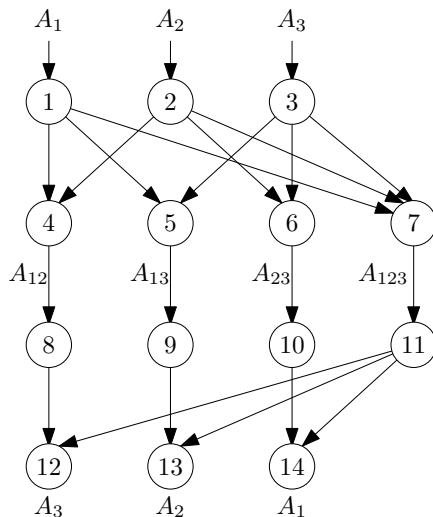 A₁ A₂ A₃
1 2 3
4 5 6 7
A₁₂ A₁₃ A₂₃ A₁₂₃
8 9 10 11
12 13 14
A₃ A₂ A₁